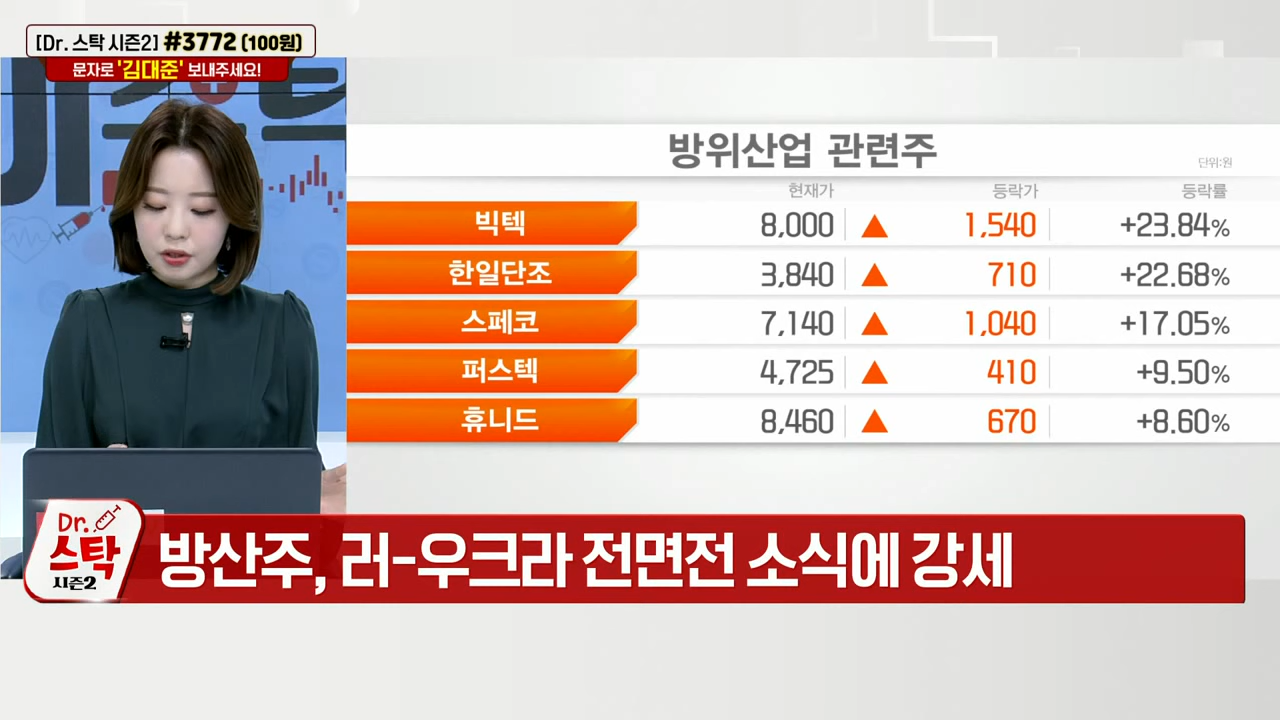 [Dr. 스탁 시즌2] #3772 (100원)
문자로 '김대준' 보내주세요!
방위산업 관련주
단위:원
현재가 등락가 등락률
빅텍 8,000 ▲ 1,540 +23.84%
한일단조 3,840 ▲ 710 +22.68%
스페코 7,140 ▲ 1,040 +17.05%
퍼스텍 4,725 ▲ 410 +9.50%
휴니드 8,460 ▲ 670 +8.60%
Dr.
스탁
시즌2
방산주, 러-우크라 전면전 소식에 강세